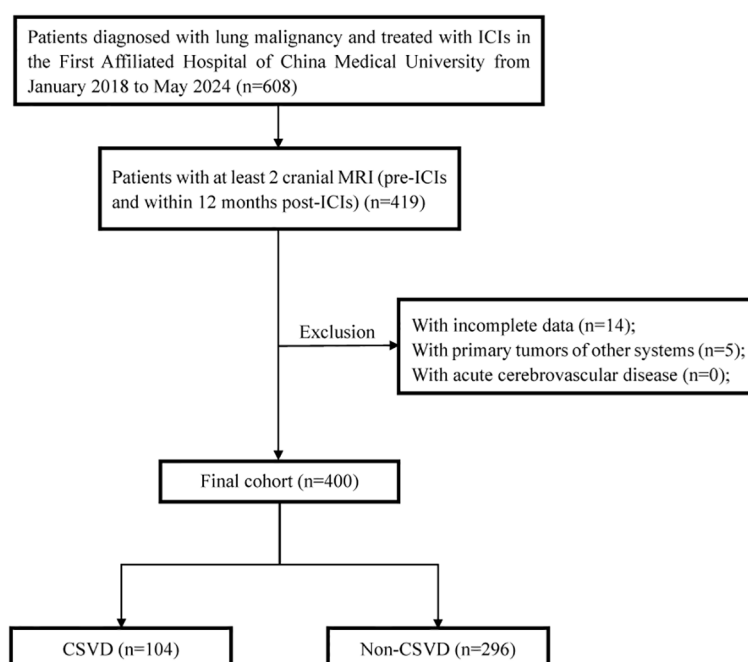 Patients diagnosed with lung malignancy and treated with ICIs in
the First Affiliated Hospital of China Medical University from
January 2018 to May 2024 (n=608)
Patients with at least 2 cranial MRI (pre-ICIs
and within 12 months post-ICIs) (n=419)
Exclusion
With incomplete data (n=14);
With primary tumors of other systems (n=5);
With acute cerebrovascular disease (n=0);
Final cohort (n=400)
CSVD (n=104)
Non-CSVD (n=296)